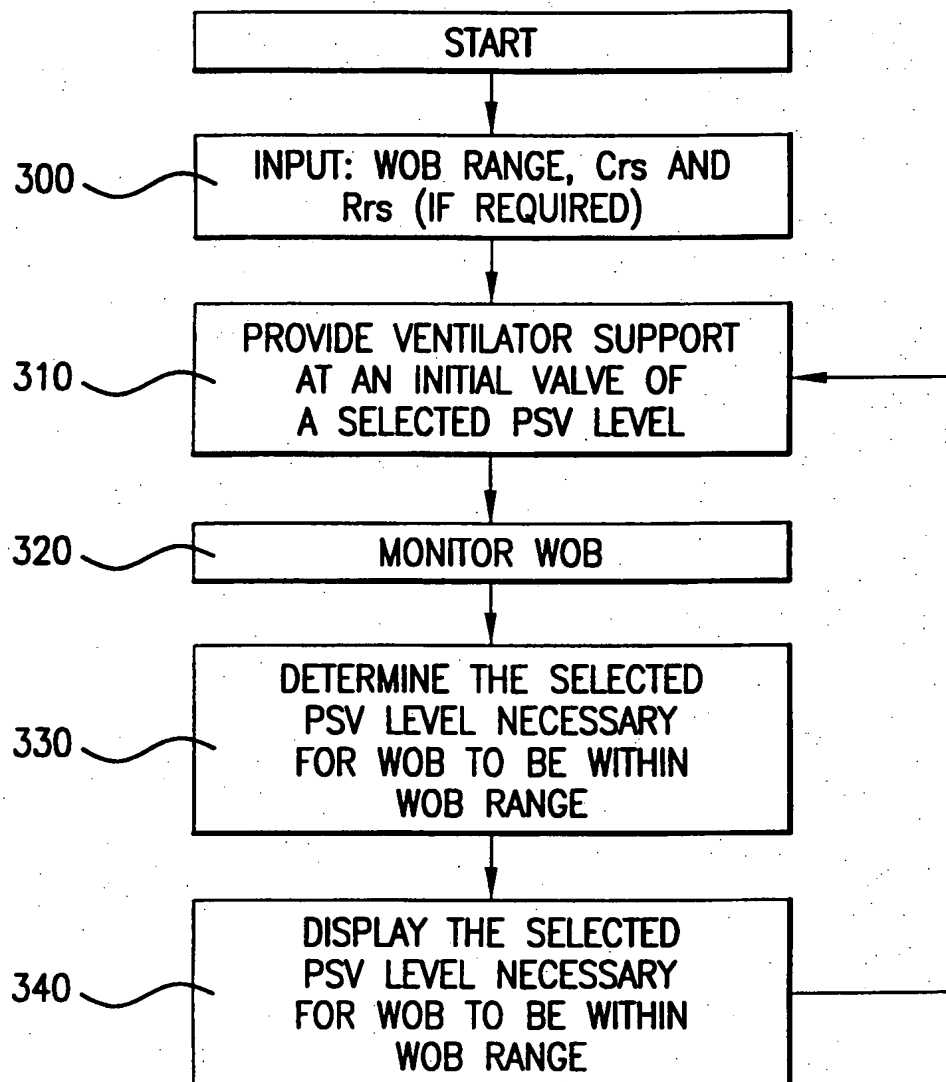 START
300
INPUT: WOB RANGE, Crs AND
Rrs (IF REQUIRED)
310
PROVIDE VENTILATOR SUPPORT
AT AN INITIAL VALVE OF
A SELECTED PSV LEVEL
320
MONITOR WOB
330
DETERMINE THE SELECTED
PSV LEVEL NECESSARY
FOR WOB TO BE WITHIN
WOB RANGE
340
DISPLAY THE SELECTED
PSV LEVEL NECESSARY
FOR WOB TO BE WITHIN
WOB RANGE